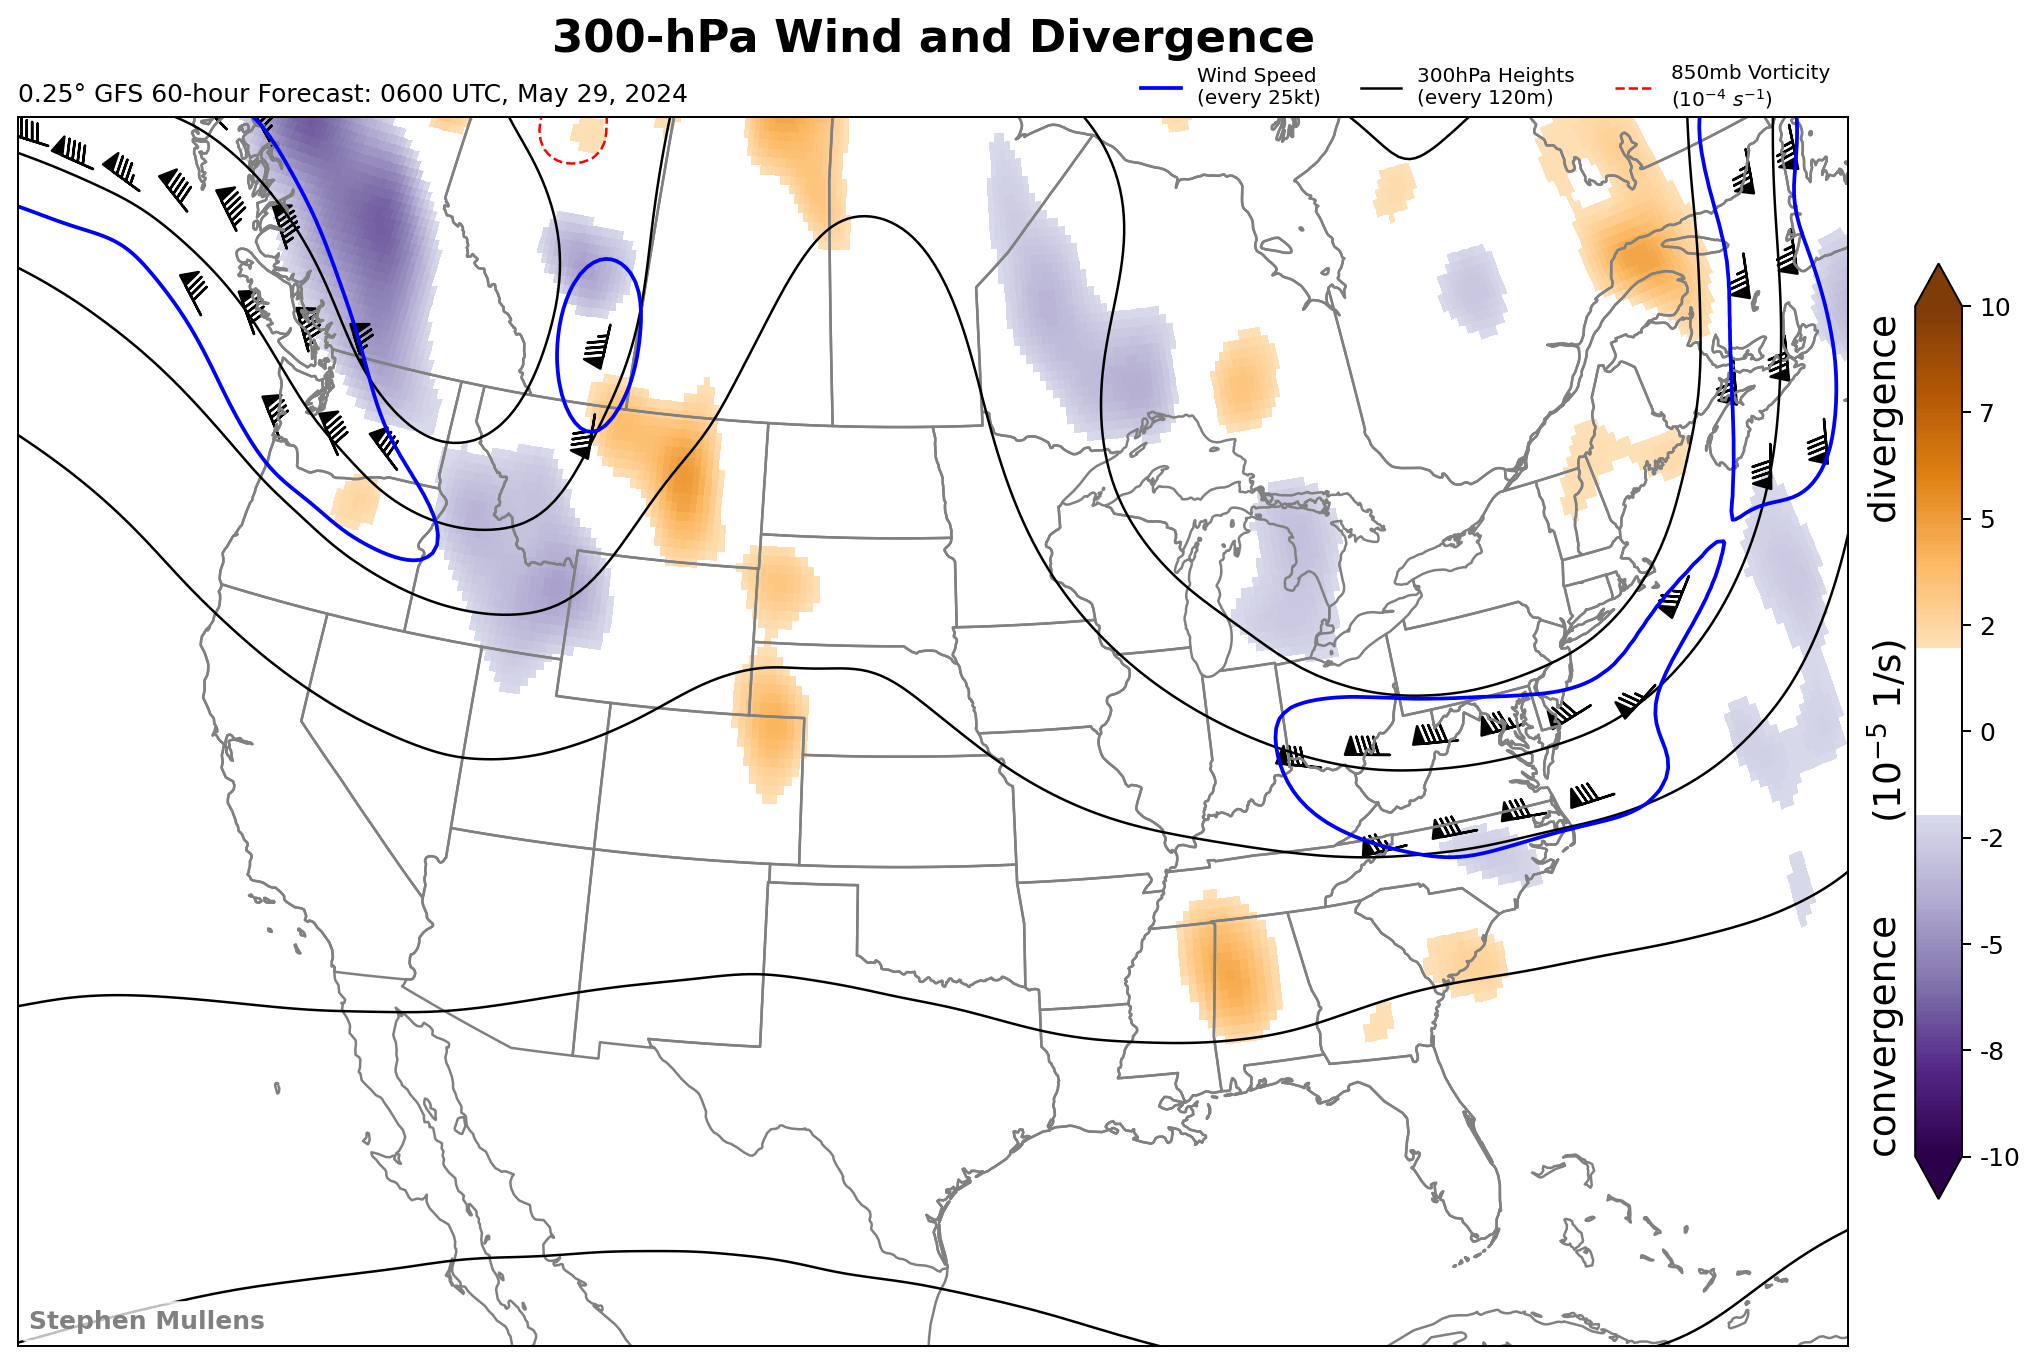 300-hPa Wind and Divergence
0.25° GFS 60-hour Forecast: 0600 UTC, May 29, 2024
Wind Speed
(every 25kt)
300hPa Heights
(every 120m)
850mb Vorticity
(10⁻⁴ s⁻¹)
10
7
5
2
0
-2
-5
-8
-10
convergence (10⁻⁵ 1/s) divergence
Stephen Mullens